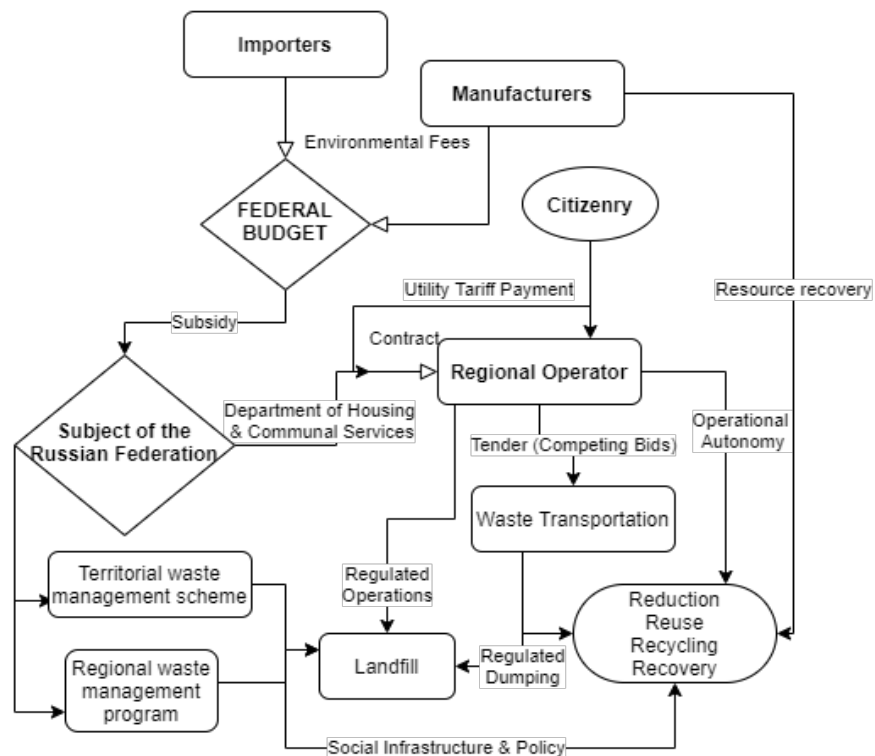 Importers
Manufacturers
Environmental Fees
FEDERAL
BUDGET
Citizenry
Utility Tariff Payment
Resource recovery
Subsidy
Contract
Regional Operator
Department of Housing
& Communal Services
Operational
Autonomy
Subject of the
Russian Federation
Tender (Competing Bids)
Waste Transportation
Territorial waste
management scheme
Regulated
Operations
Reduction
Reuse
Recycling
Recovery
Regional waste
management
program
Landfill
Regulated
Dumping
Social Infrastructure & Policy